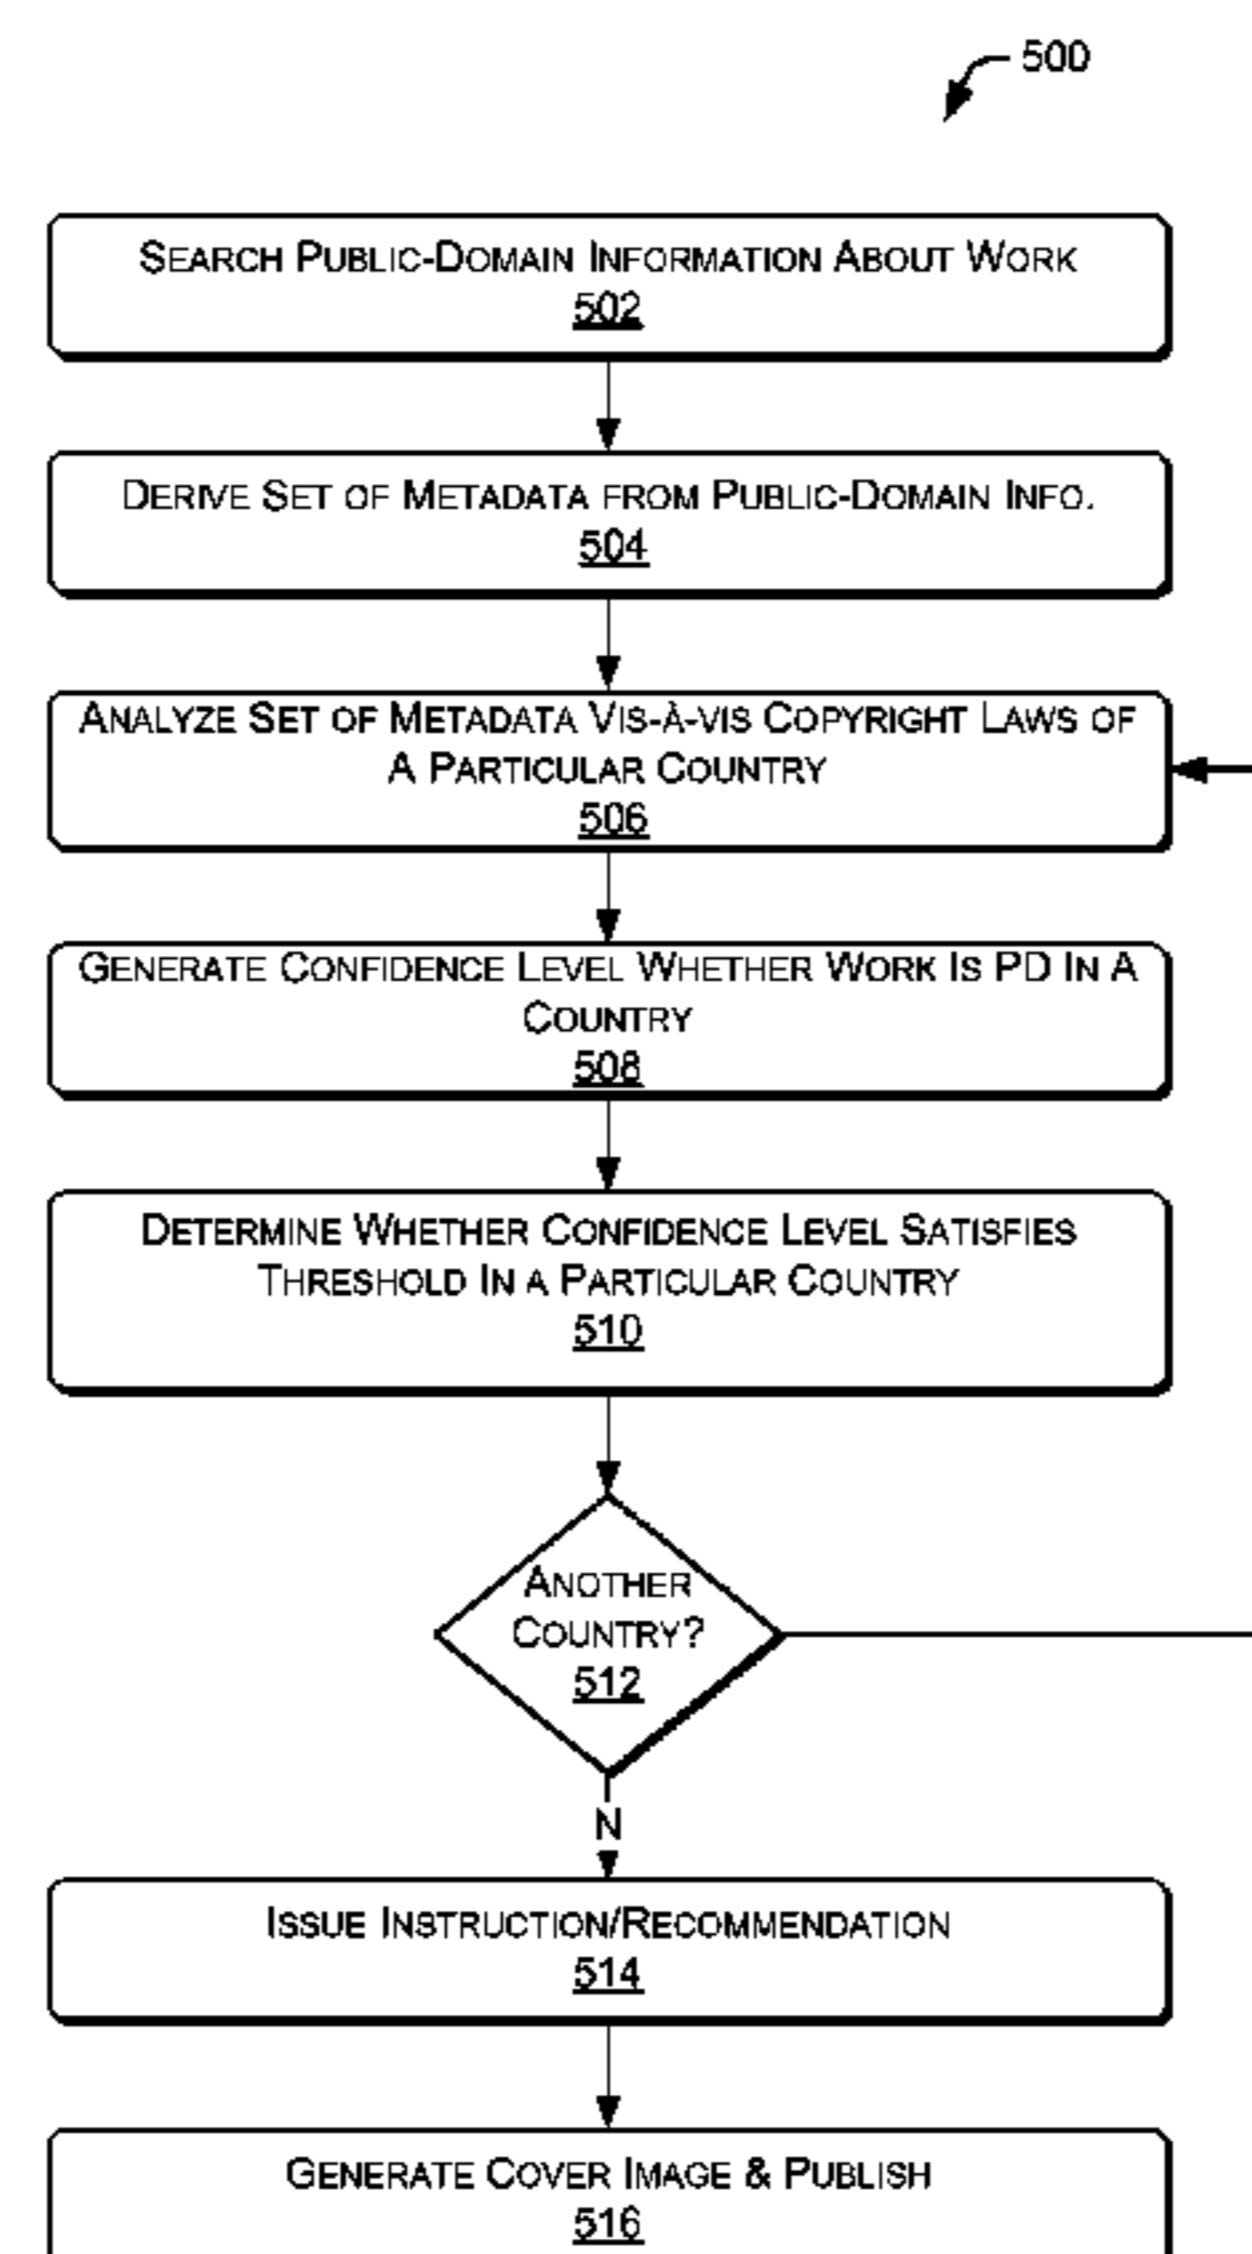 500
SEARCH PUBLIC-DOMAIN INFORMATION ABOUT WORK
502
DERIVE SET OF METADATA FROM PUBLIC-DOMAIN INFO.
504
ANALYZE SET OF METADATA VIS-À-VIS COPYRIGHT LAWS OF
A PARTICULAR COUNTRY
506
GENERATE CONFIDENCE LEVEL WHETHER WORK IS PD IN A
COUNTRY
508
DETERMINE WHETHER CONFIDENCE LEVEL SATISFIES
THRESHOLD IN A PARTICULAR COUNTRY
510
ANOTHER
COUNTRY?
512
N
ISSUE INSTRUCTION/RECOMMENDATION
514
GENERATE COVER IMAGE & PUBLISH
516